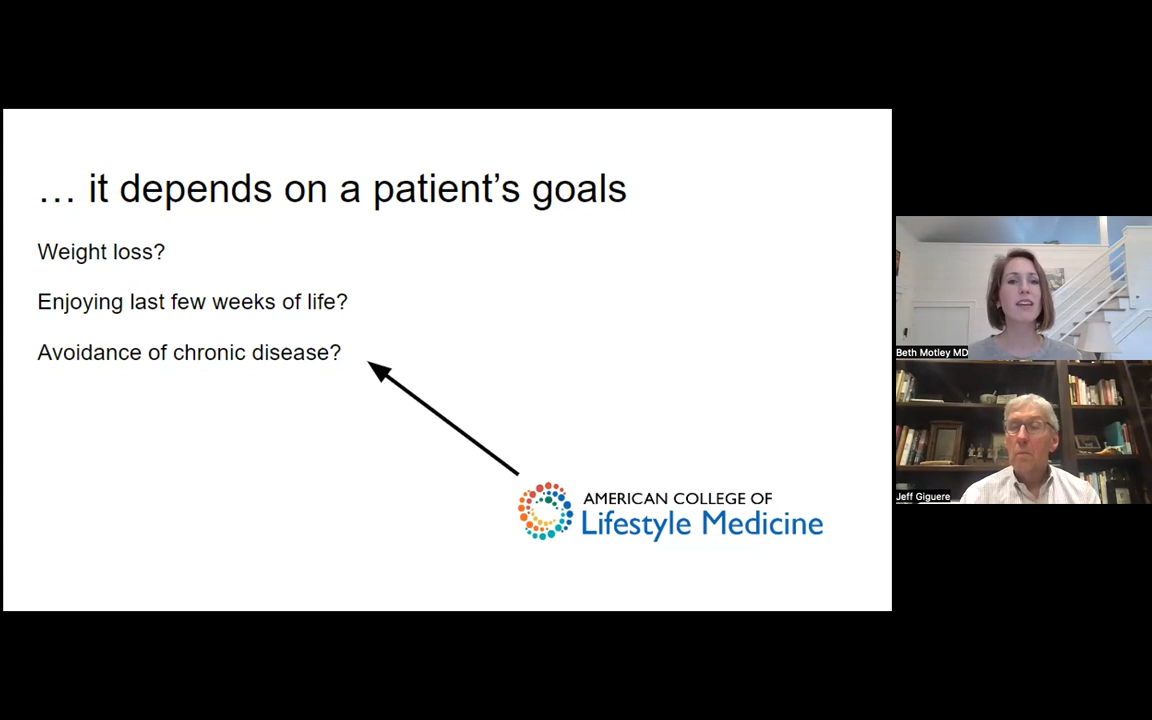 … it depends on a patient’s goals
Weight loss?
Enjoying last few weeks of life?
Avoidance of chronic disease?
AMERICAN COLLEGE OF
Lifestyle Medicine
Beth Motley MD
Jeff Giguere